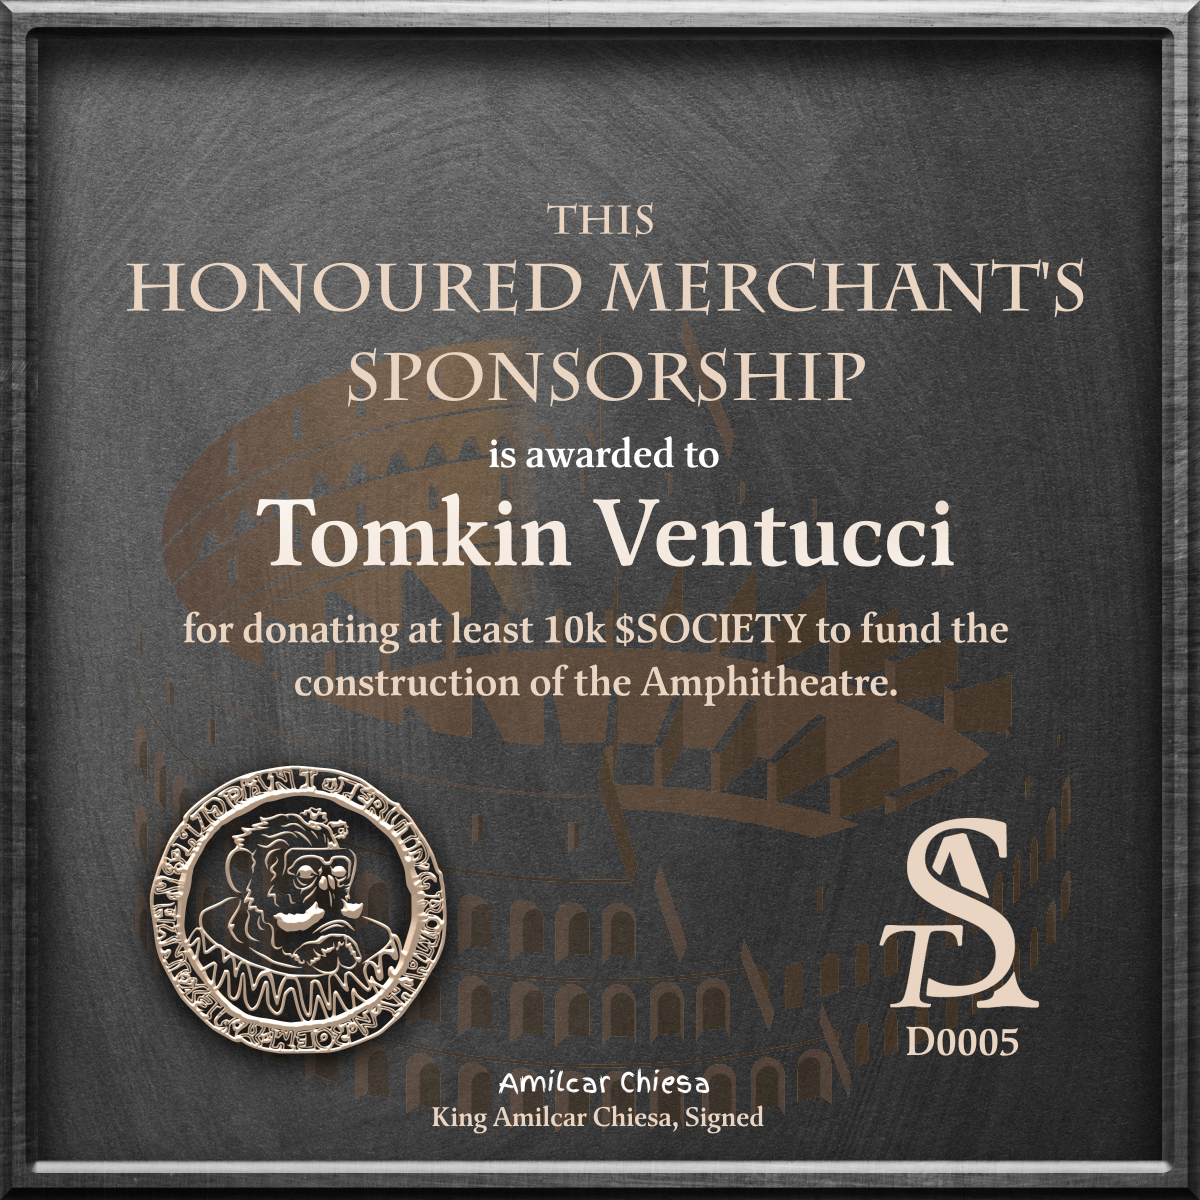 THIS
HONOURED MERCHANT'S
SPONSORSHIP
is awarded to
Tomkin Ventucci
for donating at least 10k $SOCIETY to fund the
construction of the Amphitheatre.
D0005
Amilcar Chiesa
King Amilcar Chiesa, Signed